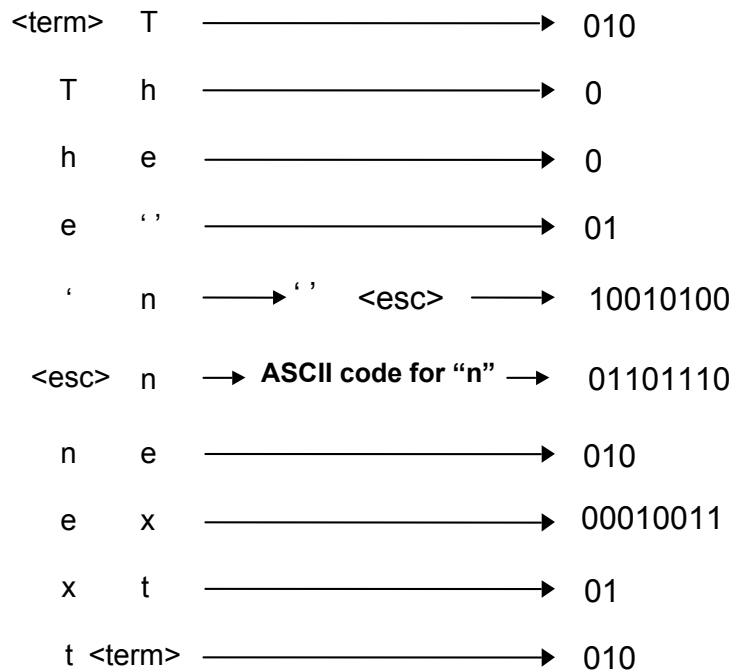 <term> T 010
T h 0
h e 0
e ‘ ’ 01
‘ n ‘ ’ <esc> 10010100
<esc> n ASCII code for “n” 01101110
n e 010
e x 00010011
x t 01
t <term> 010